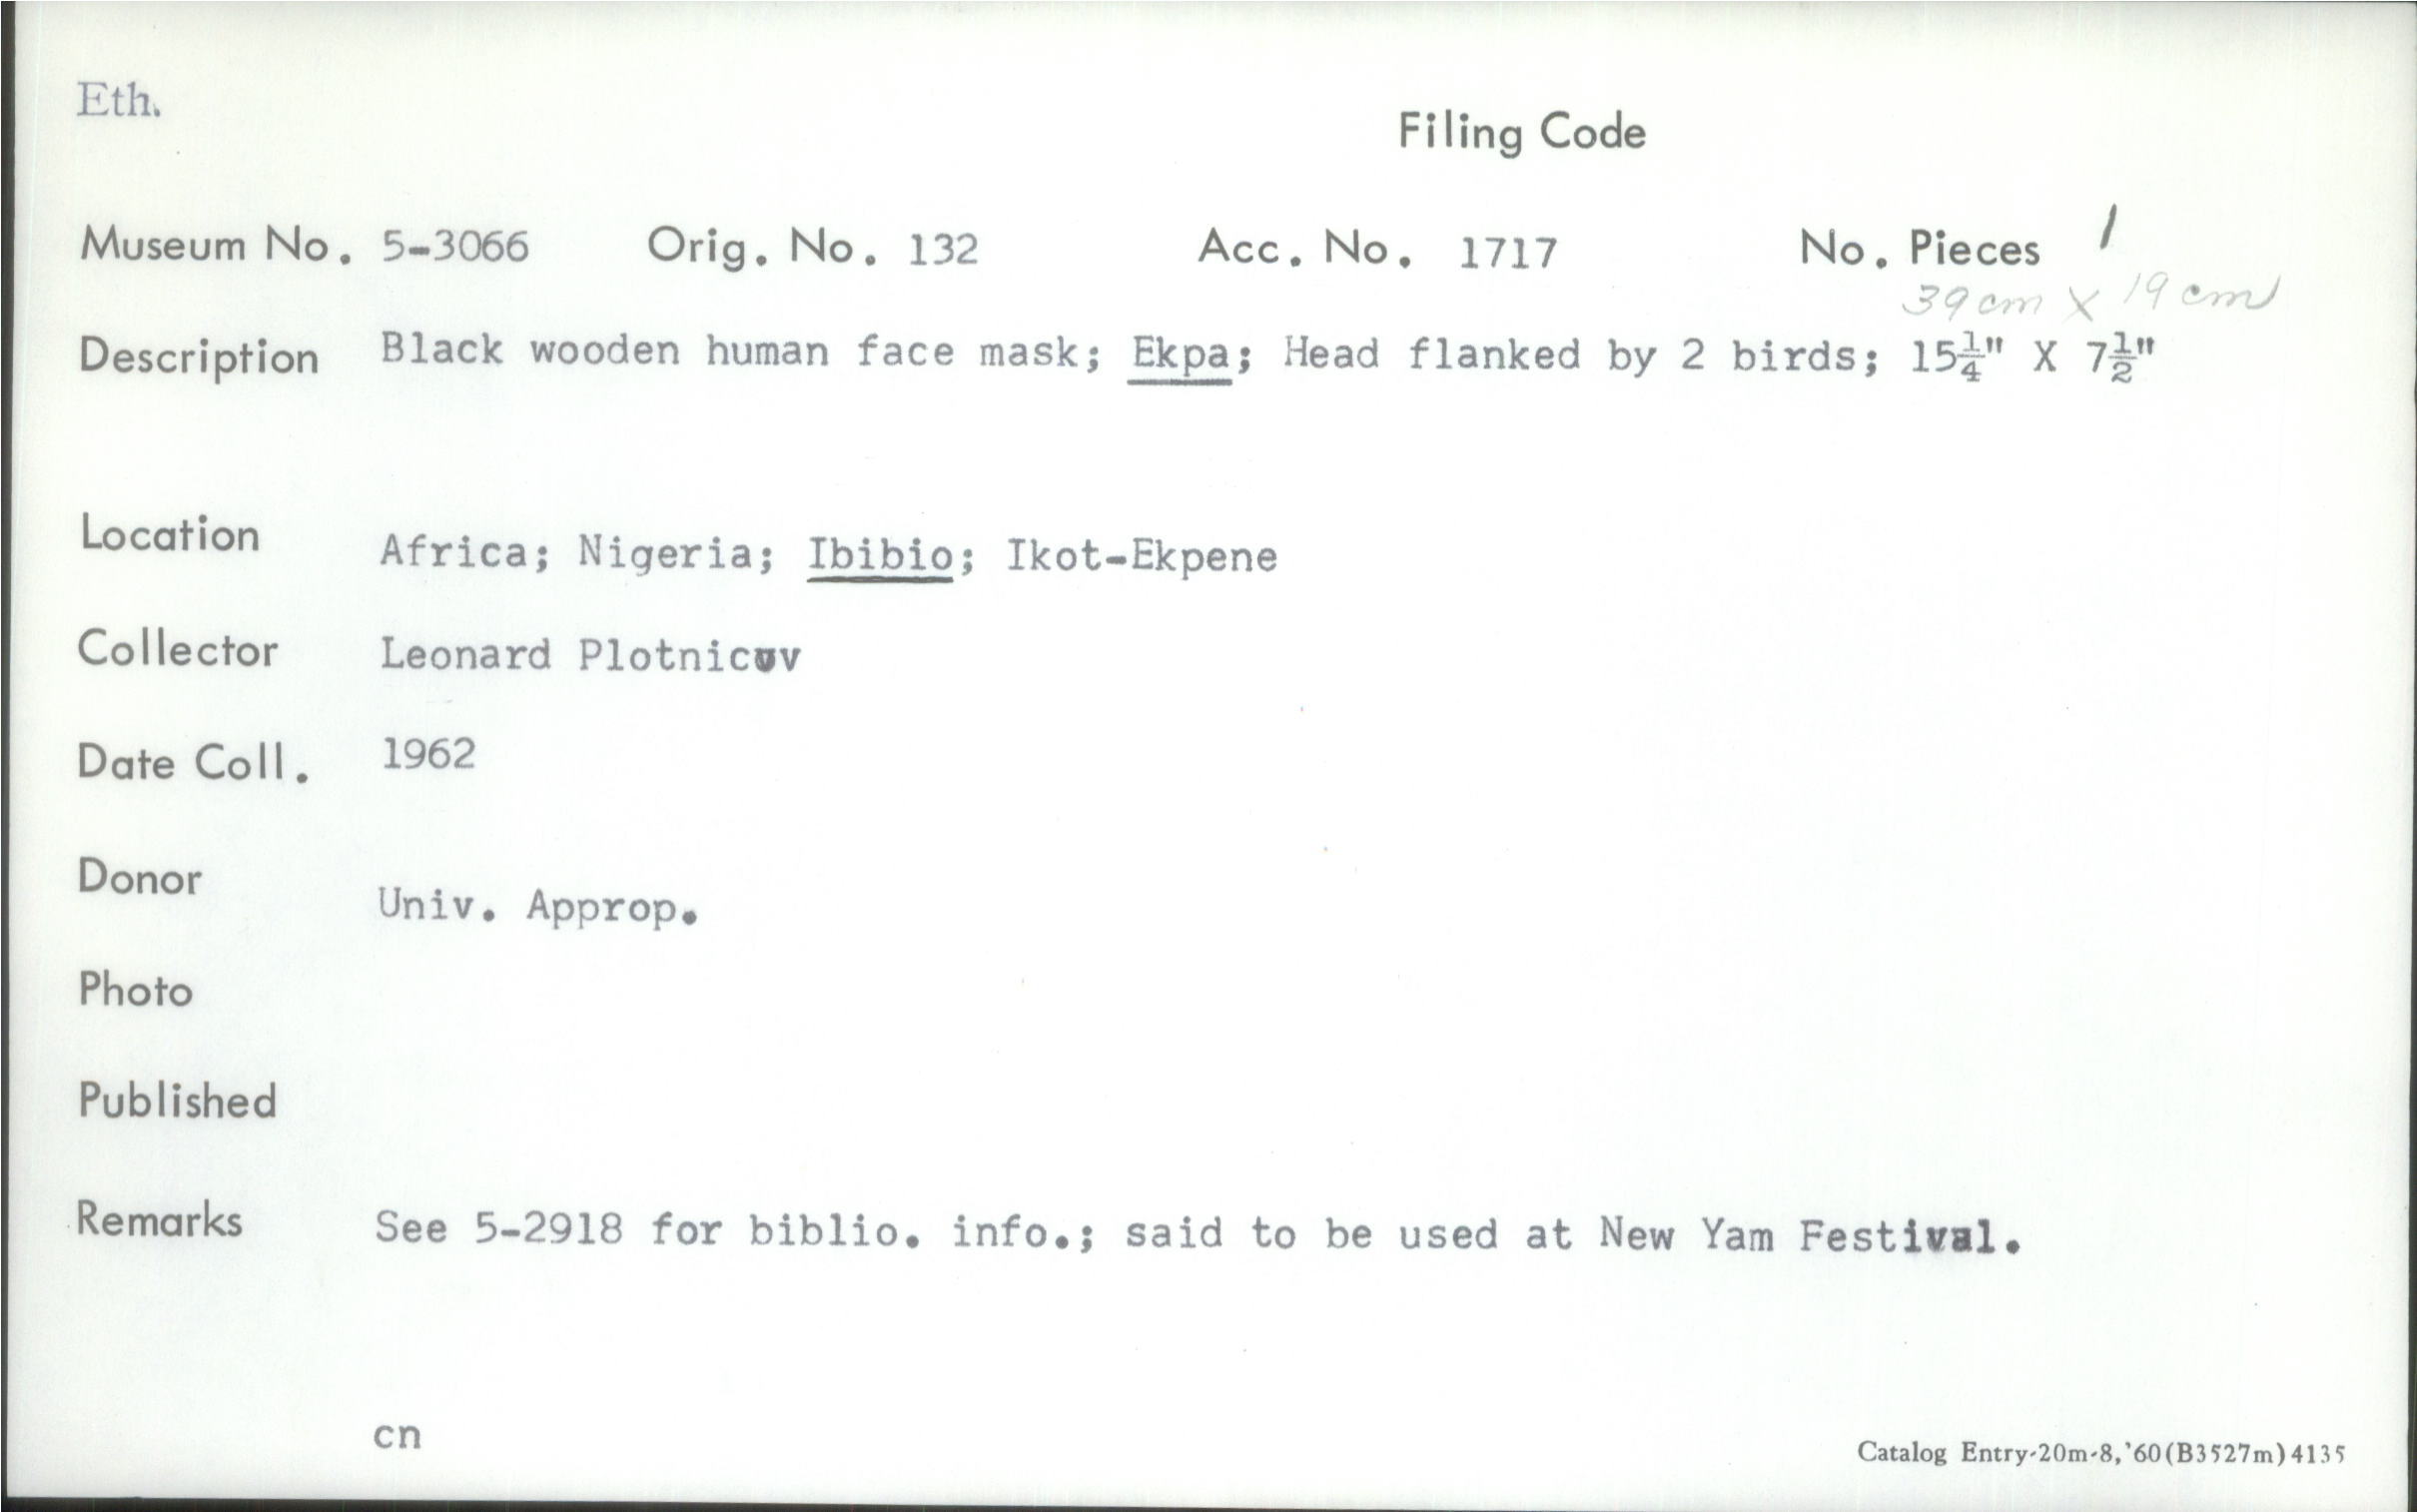 Eth.
Filing Code
Museum No. 5-3066 Orig. No. 132 Acc. No. 1717 No. Pieces 1
39 cm X 19 cm
Description Black wooden human face mask; Ekpa; Head flanked by 2 birds; 15¼" X 7½"
Location Africa; Nigeria; Ibibio; Ikot-Ekpene
Collector Leonard Plotnicov
Date Coll. 1962
Donor Univ. Approp.
Photo
Published
Remarks See 5-2918 for biblio. info.; said to be used at New Yam Festival.
cn
Catalog Entry-20m-8,'60(B3527m)4135